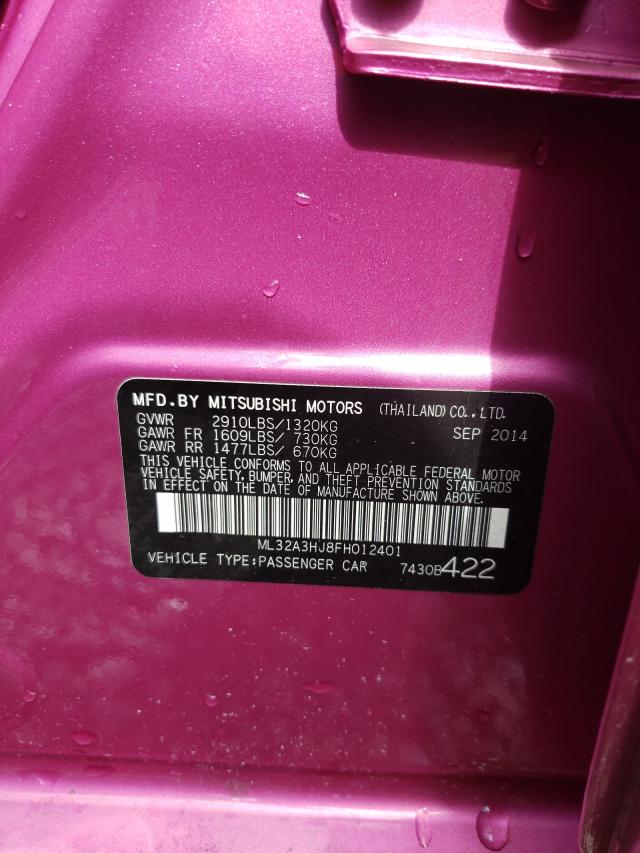 MFD.BY MITSUBISHI MOTORS (THAILAND)CO.,LTD.
GVWR 2910LBS/1320KG SEP 2014
GAWR FR 1609LBS/ 730KG
GAWR RR 1477LBS/ 670KG
THIS VEHICLE CONFORMS TO ALL APPLICABLE FEDERAL MOTOR
VEHICLE SAFETY, BUMPER, AND THEFT PREVENTION STANDARDS
IN EFFECT ON THE DATE OF MANUFACTURE SHOWN ABOVE.
ML32A3HJ8FH012401
VEHICLE TYPE:PASSENGER CAR 7430B422